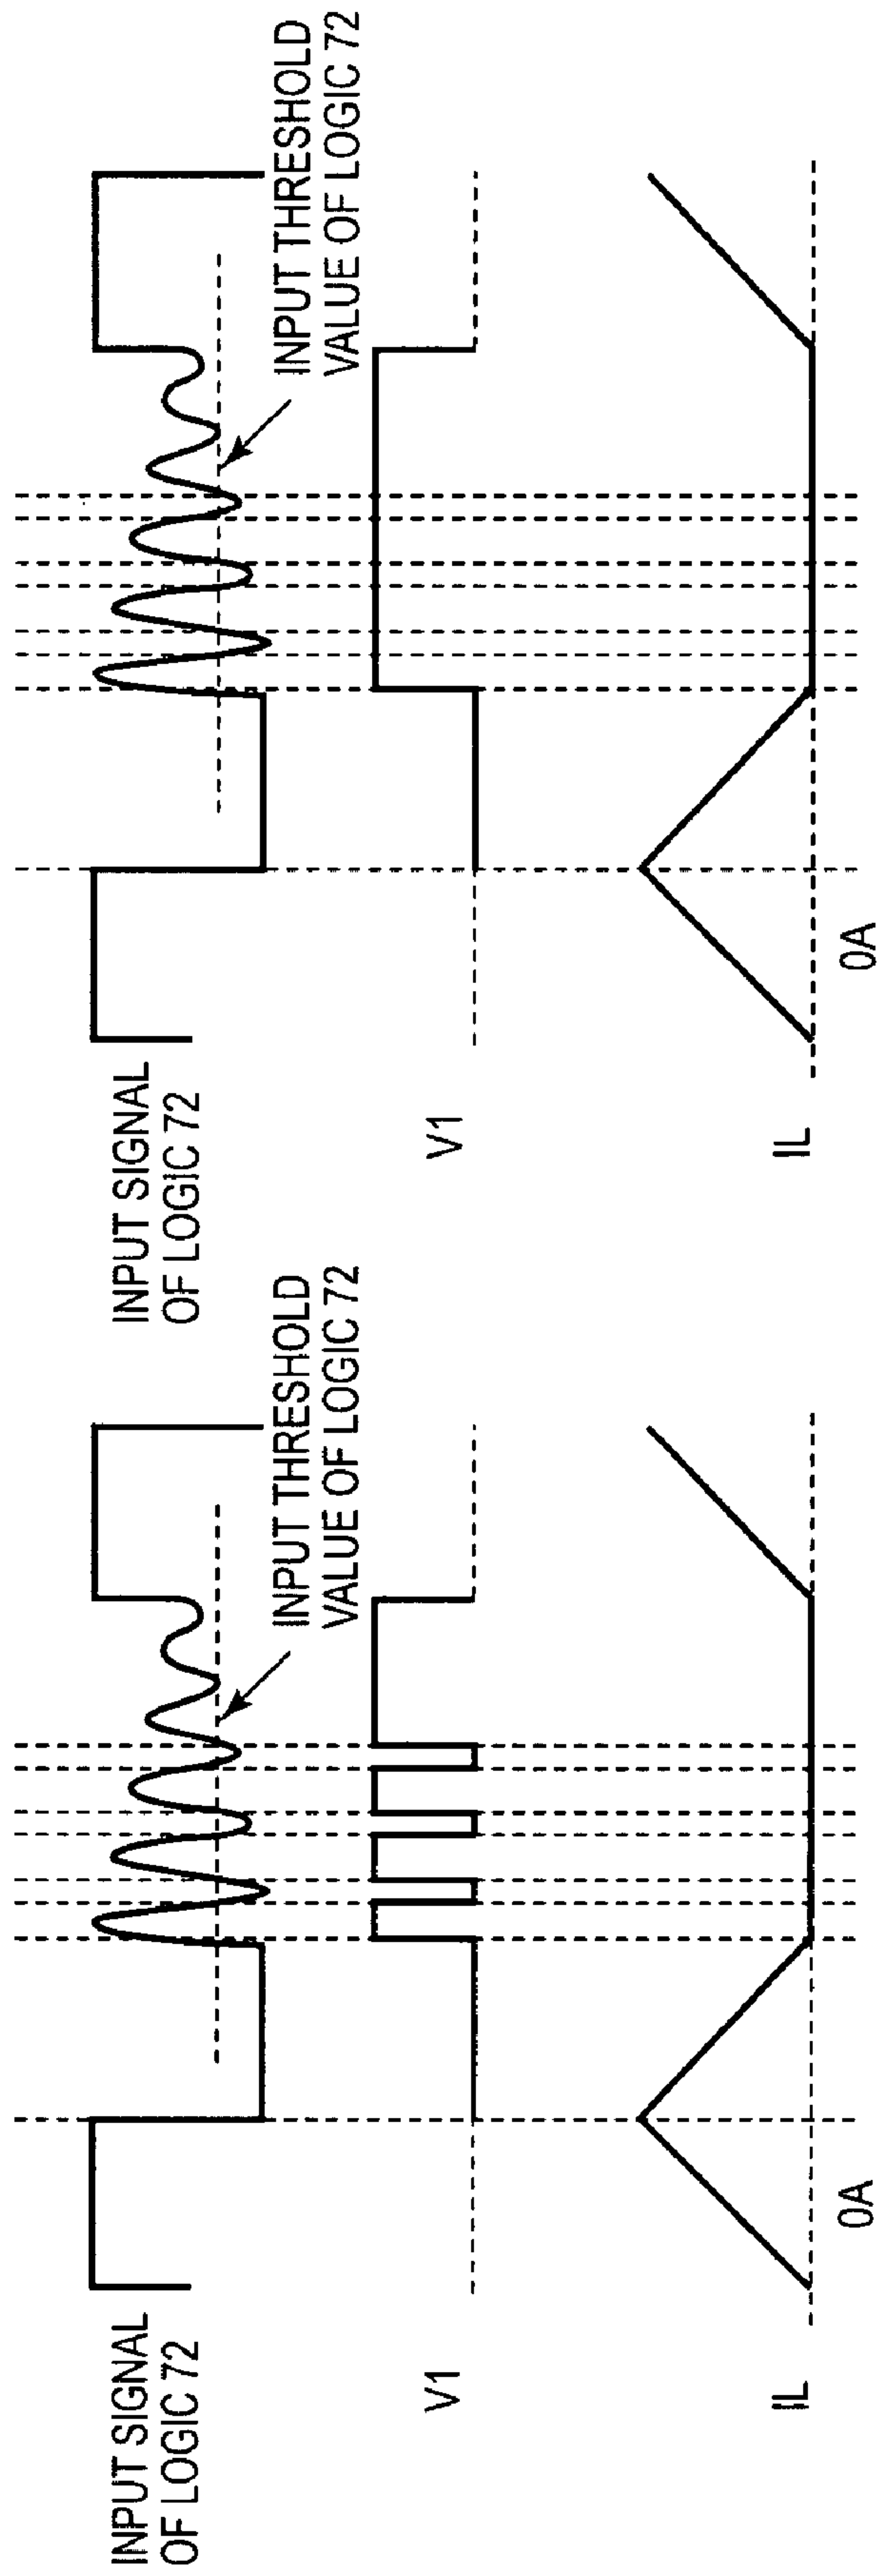 INPUT SIGNAL
OF LOGIC 72
INPUT THRESHOLD
VALUE OF LOGIC 72
V1
IL
0A
INPUT SIGNAL
OF LOGIC 72
INPUT THRESHOLD
VALUE OF LOGIC 72
V1
IL
0A